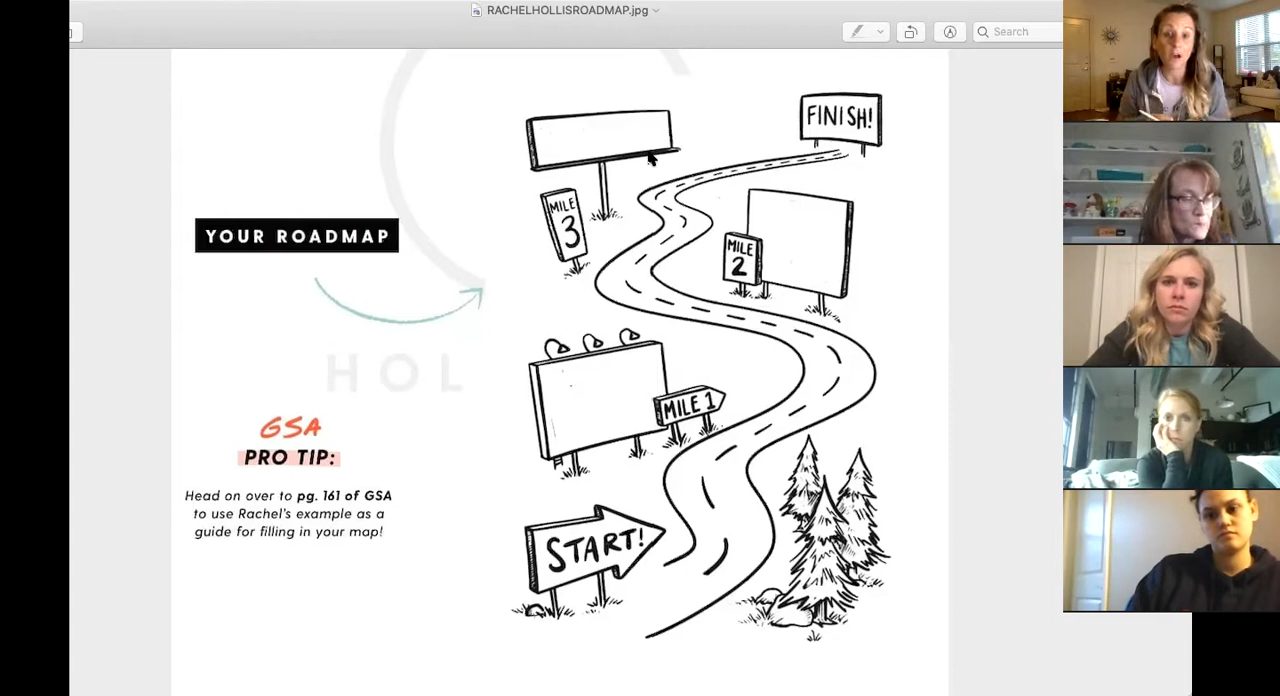 RACHELHOLLISROADMAP.jpg
Search
FINISH!
MILE
3
MILE
2
YOUR ROADMAP
HOL
MILE 1
GSA
PRO TIP:
Head on over to pg. 161 of GSA
to use Rachel's example as a
guide for filling in your map!
START!